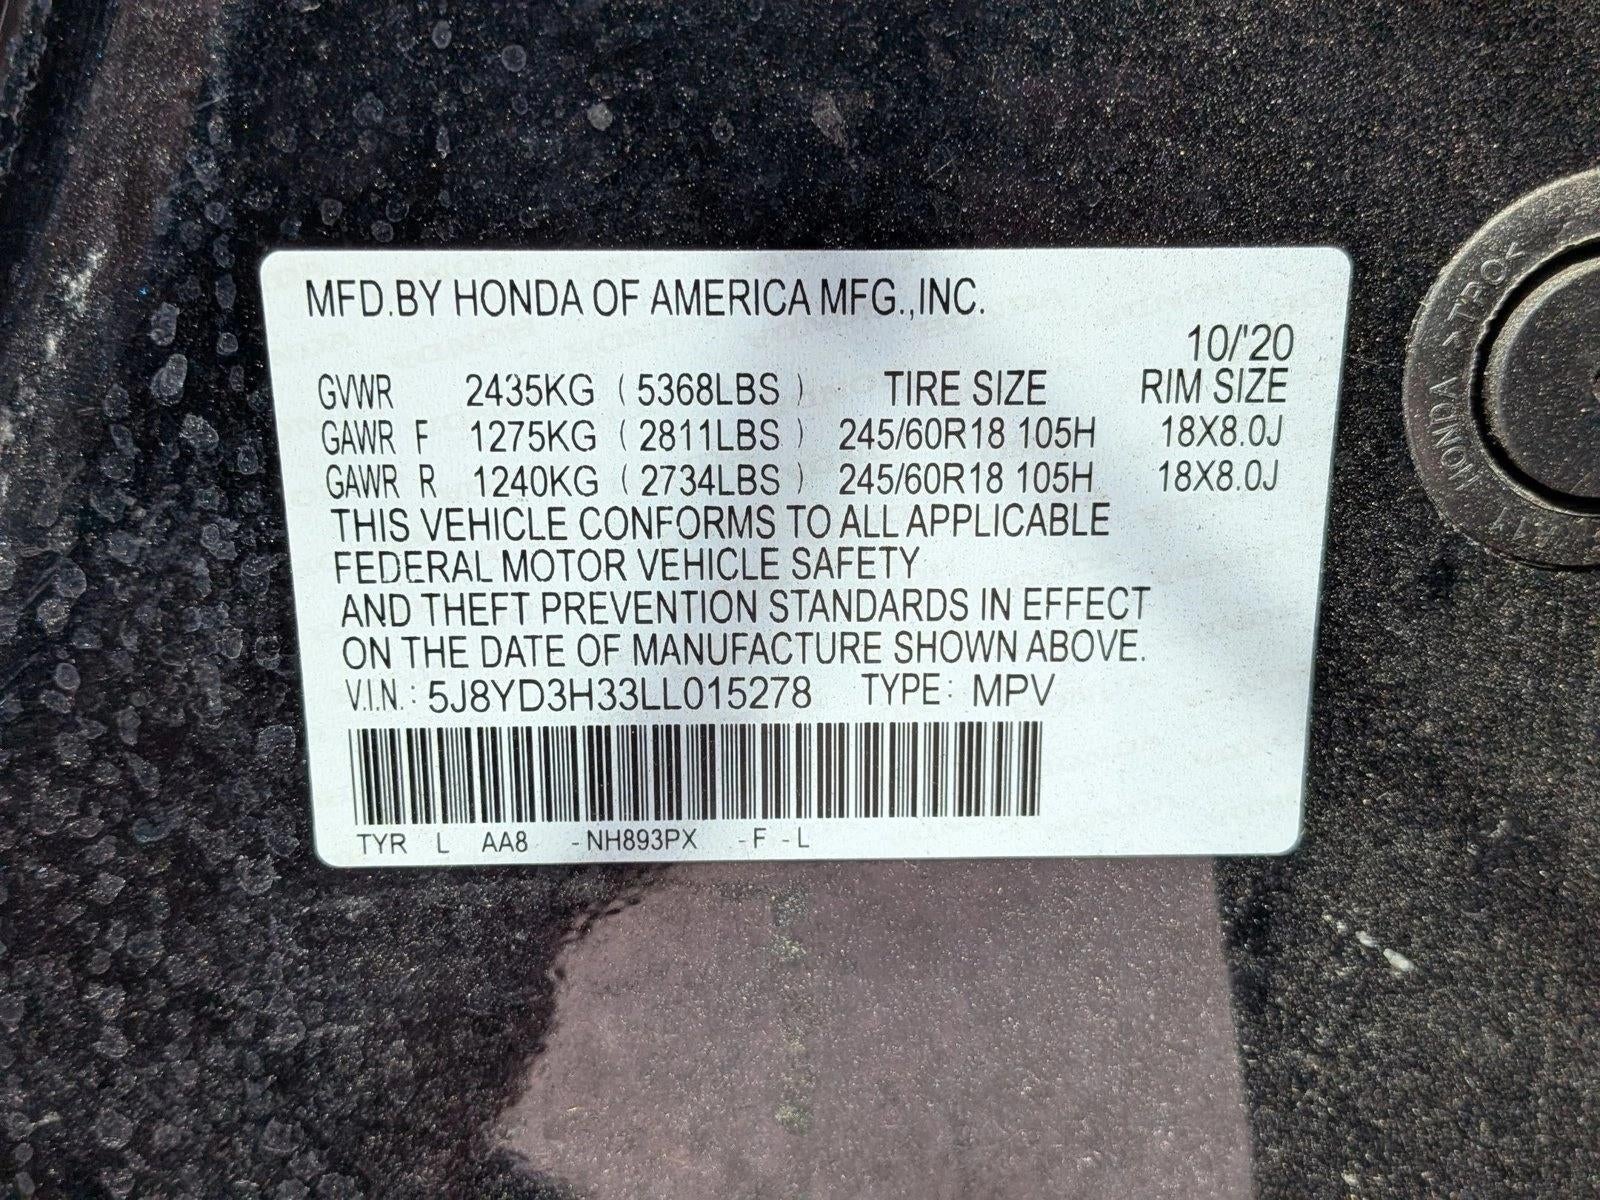 MFD.BY HONDA OF AMERICA MFG.,INC.
10/'20
GVWR 2435KG ( 5368LBS ) TIRE SIZE RIM SIZE
GAWR F 1275KG ( 2811LBS ) 245/60R18 105H 18X8.0J
GAWR R 1240KG ( 2734LBS ) 245/60R18 105H 18X8.0J
THIS VEHICLE CONFORMS TO ALL APPLICABLE
FEDERAL MOTOR VEHICLE SAFETY
AND THEFT PREVENTION STANDARDS IN EFFECT
ON THE DATE OF MANUFACTURE SHOWN ABOVE.
V.I.N.: 5J8YD3H33LL015278 TYPE: MPV
TYR L AA8 -NH893PX -F -L